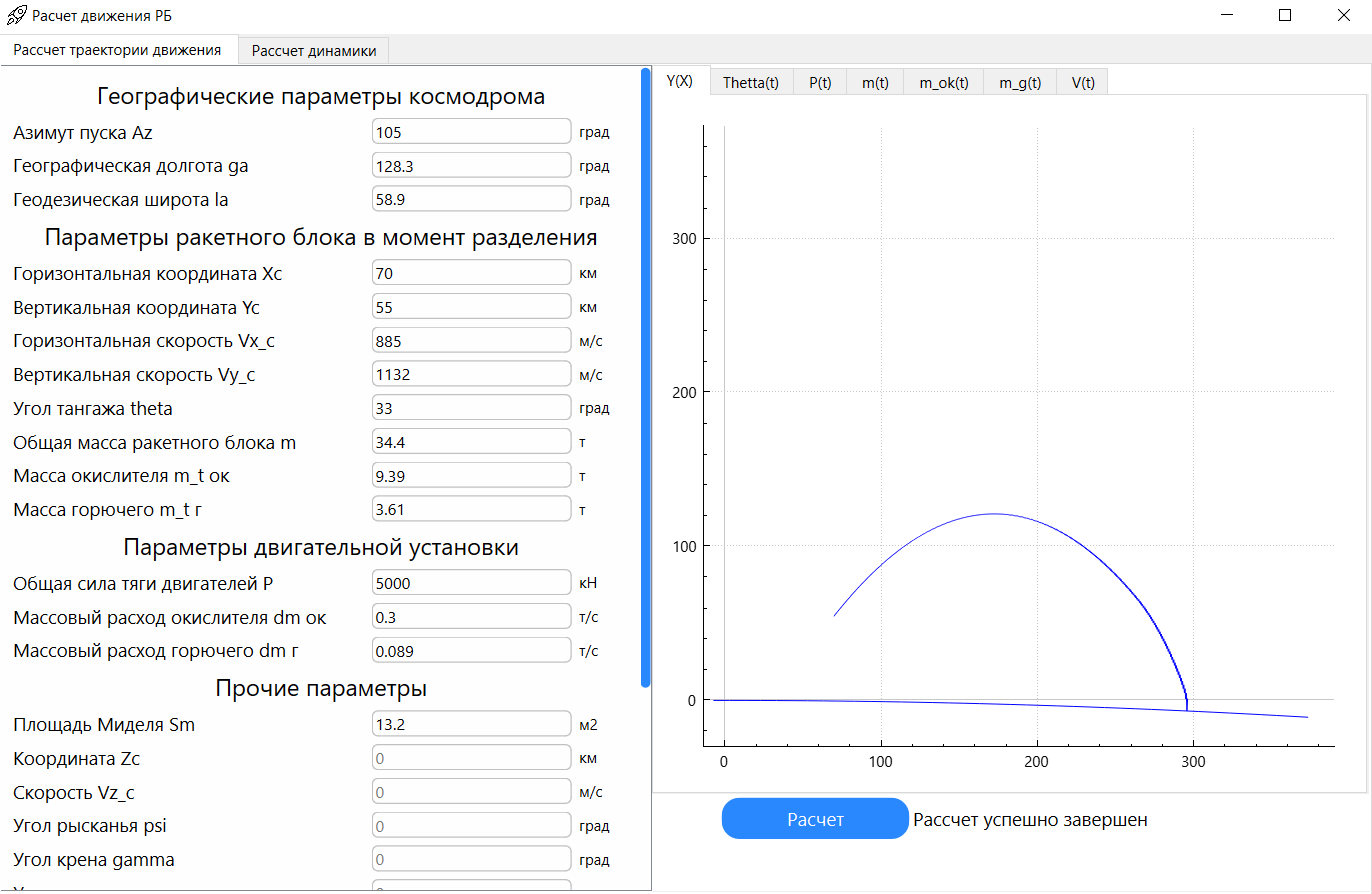 Расчет движения РБ
Рассчет траектории движения
Рассчет динамики
Географические параметры космодрома
Азимут пуска Az 105 град
Географическая долгота ga 128.3 град
Геодезическая широта la 58.9 град
Параметры ракетного блока в момент разделения
Горизонтальная координата Xc 70 км
Вертикальная координата Yc 55 км
Горизонтальная скорость Vx_c 885 м/с
Вертикальная скорость Vy_c 1132 м/с
Угол тангажа theta 33 град
Общая масса ракетного блока m 34.4 т
Масса окислителя m_t ок 9.39 т
Масса горючего m_t г 3.61 т
Параметры двигательной установки
Общая сила тяги двигателей P 5000 кН
Массовый расход окислителя dm ок 0.3 т/с
Массовый расход горючего dm г 0.089 т/с
Прочие параметры
Площадь Миделя Sm 13.2 м2
Координата Zc 0 км
Скорость Vz_c 0 м/с
Угол рысканья psi 0 град
Угол крена gamma 0 град
Y(X) Thetta(t) P(t) m(t) m_ok(t) m_g(t) V(t)
300
200
100
0
0 100 200 300
Расчет
Рассчет успешно завершен